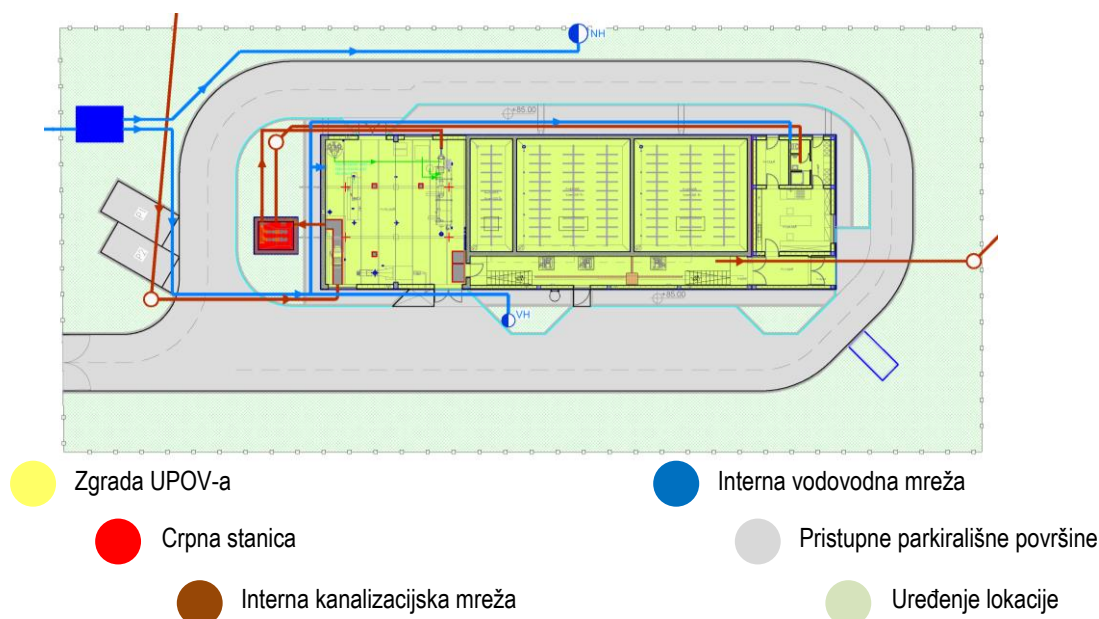 NH
+85.00
+85.00
VH
Zgrada UPOV-a
Interna vodovodna mreža
Crpna stanica
Pristupne parkirališne površine
Interna kanalizacijska mreža
Uređenje lokacije